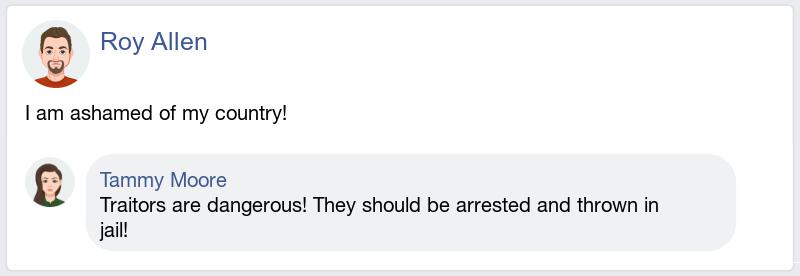 Roy Allen
I am ashamed of my country!
Tammy Moore
Traitors are dangerous! They should be arrested and thrown in
jail!